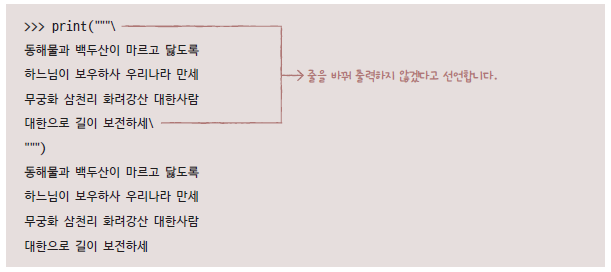 >>> print("""\
동해물과 백두산이 마르고 닳도록
하느님이 보우하사 우리나라 만세
줄을 바꿔 출력하지 않겠다고 선언합니다.
무궁화 삼천리 화려강산 대한사람
대한으로 길이 보전하세\
""")
동해물과 백두산이 마르고 닳도록
하느님이 보우하사 우리나라 만세
무궁화 삼천리 화려강산 대한사람
대한으로 길이 보전하세